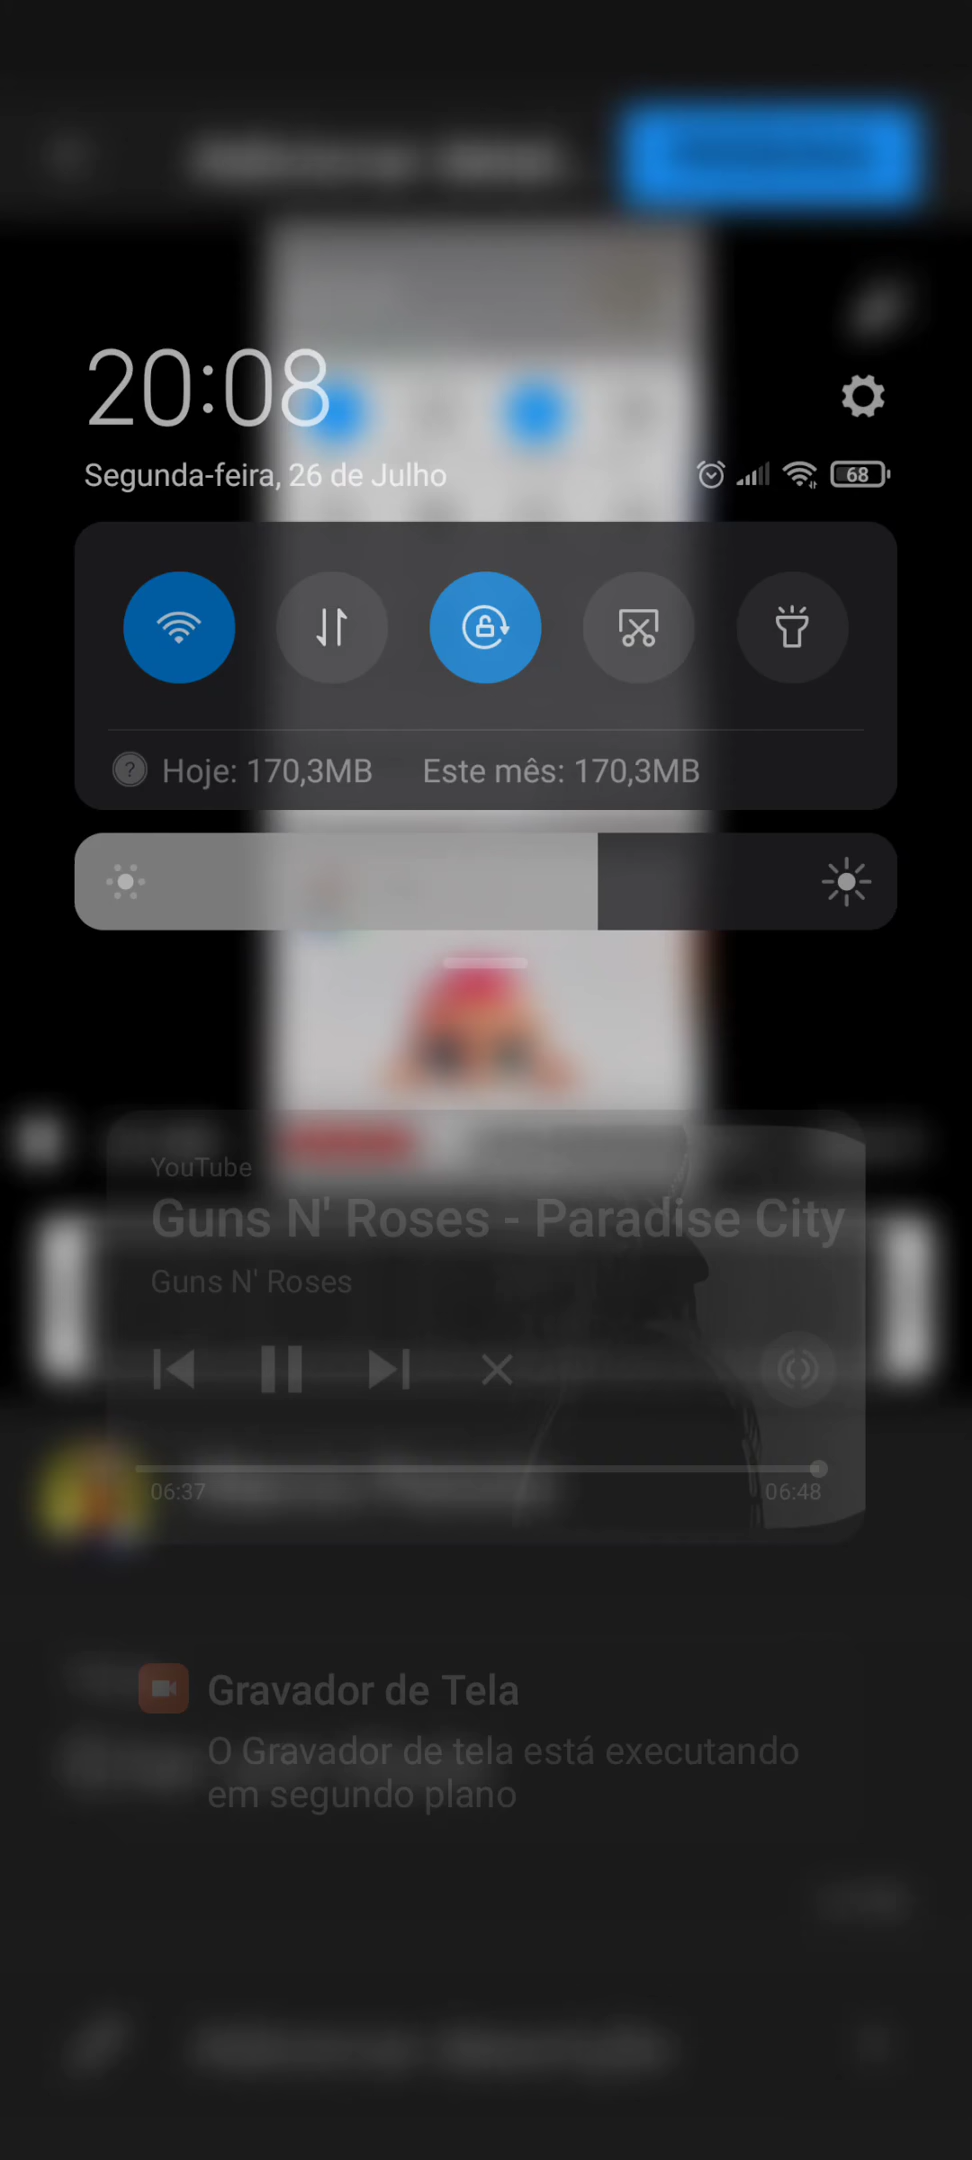 20:08
Segunda-feira, 26 de Julho
68
Hoje: 170,3MB Este mês: 170,3MB
YouTube
Guns N' Roses - Paradise City
Guns N' Roses
06:37 06:48
Gravador de Tela
O Gravador de tela está executando
em segundo plano